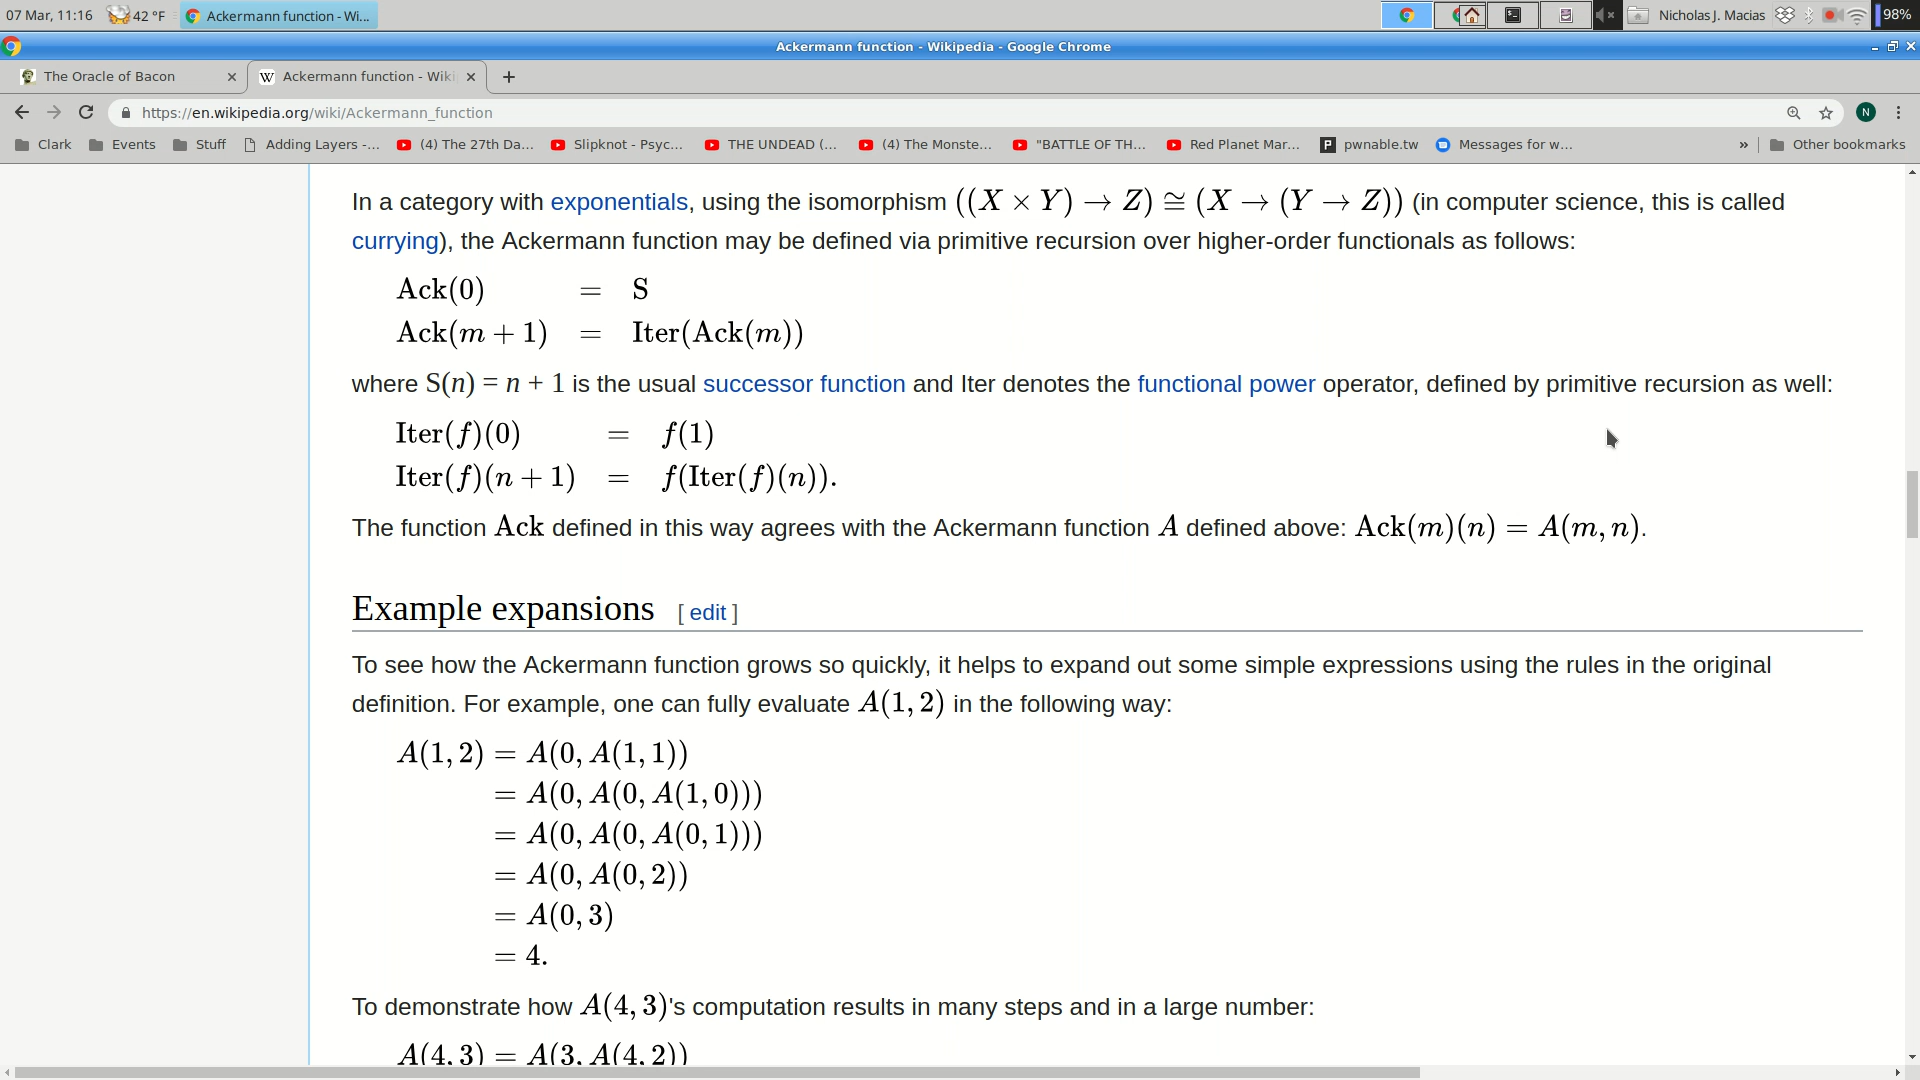 07 Mar, 11:16 42 °F Ackermann function - Wi... Nicholas J. Macias 98%
Ackermann function - Wikipedia - Google Chrome
The Oracle of Bacon Ackermann function - Wiki
https://en.wikipedia.org/wiki/Ackermann_function N
Clark Events Stuff Adding Layers -... (4) The 27th Da... Slipknot - Psyc... THE UNDEAD (... (4) The Monste... "BATTLE OF TH... Red Planet Mar... pwnable.tw Messages for w... » Other bookmarks
In a category with exponentials, using the isomorphism ((X × Y) → Z) ≅ (X → (Y → Z)) (in computer science, this is called
currying), the Ackermann function may be defined via primitive recursion over higher-order functionals as follows:
Ack(0) = S
Ack(m + 1) = Iter(Ack(m))
where S(n) = n + 1 is the usual successor function and Iter denotes the functional power operator, defined by primitive recursion as well:
Iter(f)(0) = f(1)
Iter(f)(n + 1) = f(Iter(f)(n)).
The function Ack defined in this way agrees with the Ackermann function A defined above: Ack(m)(n) = A(m, n).
Example expansions [ edit ]
To see how the Ackermann function grows so quickly, it helps to expand out some simple expressions using the rules in the original
definition. For example, one can fully evaluate A(1, 2) in the following way:
A(1, 2) = A(0, A(1, 1))
= A(0, A(0, A(1, 0)))
= A(0, A(0, A(0, 1)))
= A(0, A(0, 2))
= A(0, 3)
= 4.
To demonstrate how A(4, 3)'s computation results in many steps and in a large number:
A(4, 3) = A(3, A(4, 2))